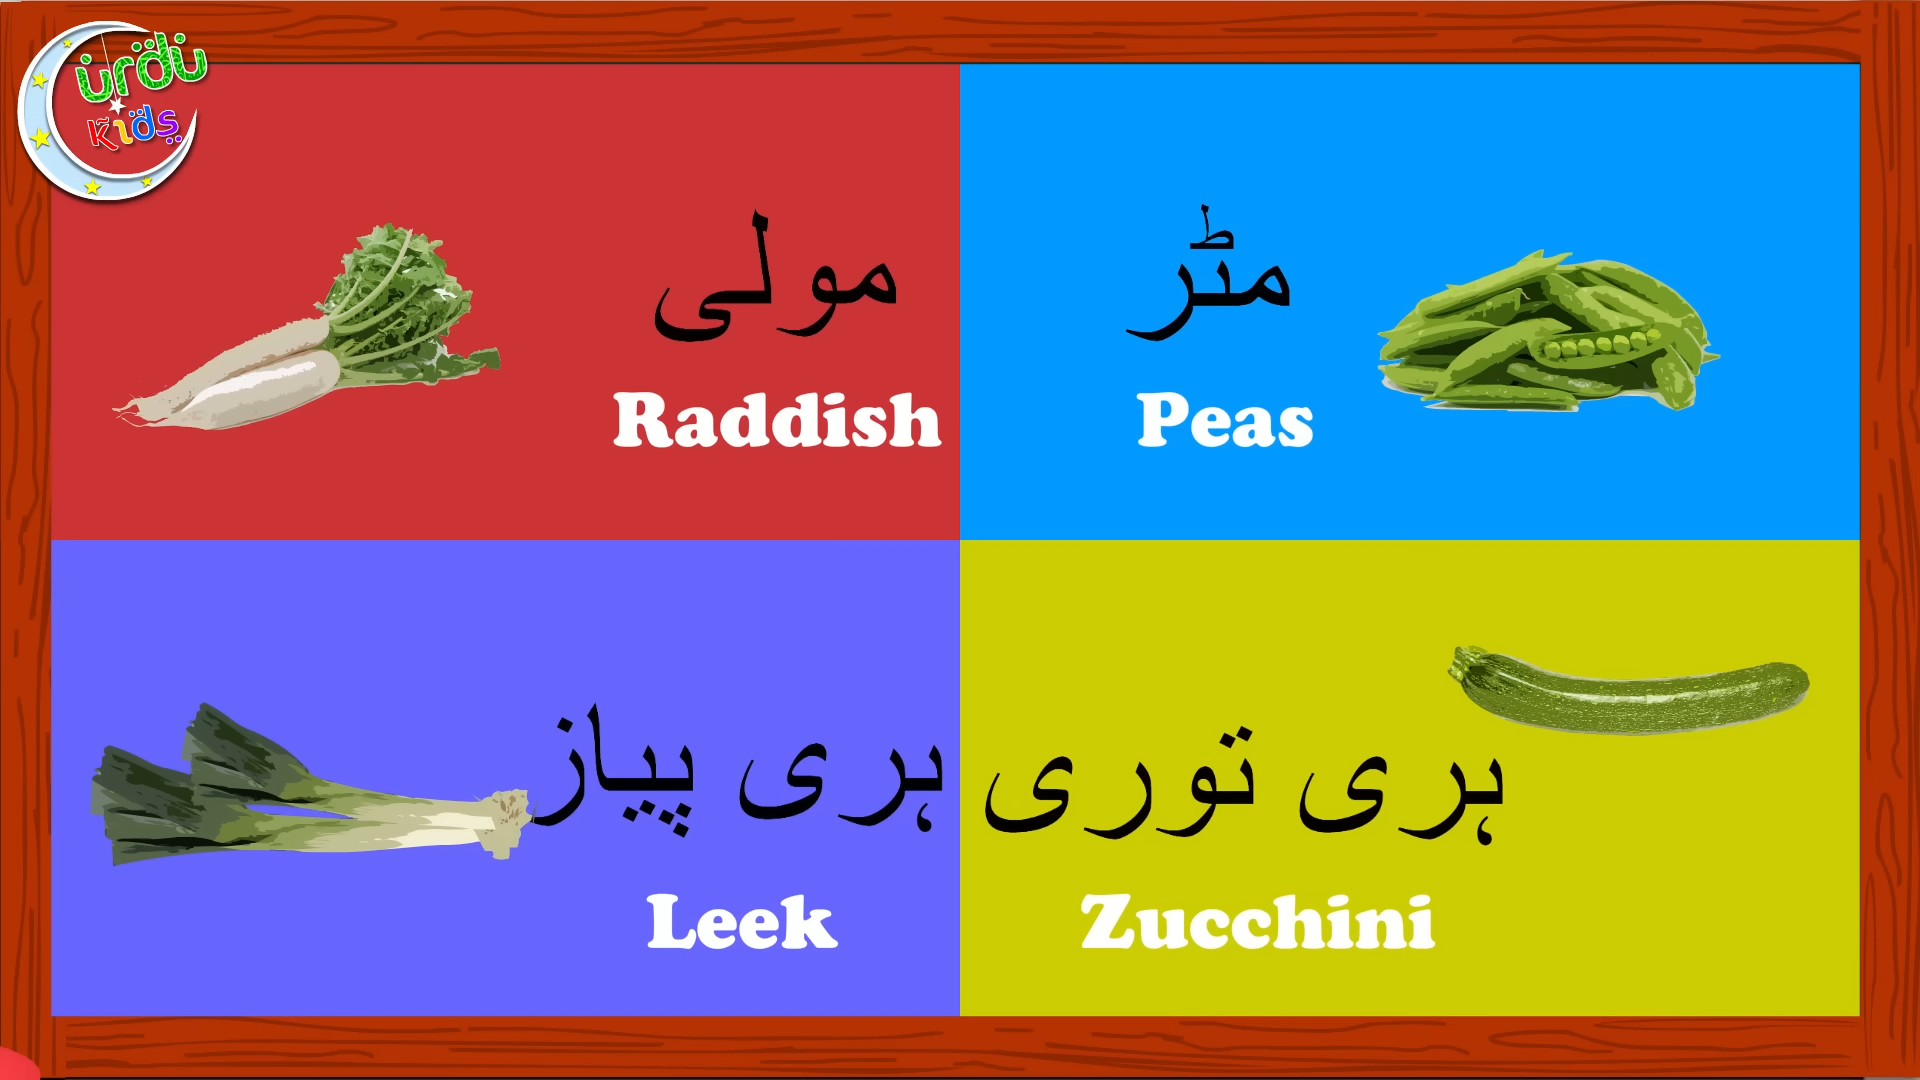 urdu
Kids
مولی
Raddish
مٹر
Peas
ہری پیاز
Leek
ہری توری
Zucchini